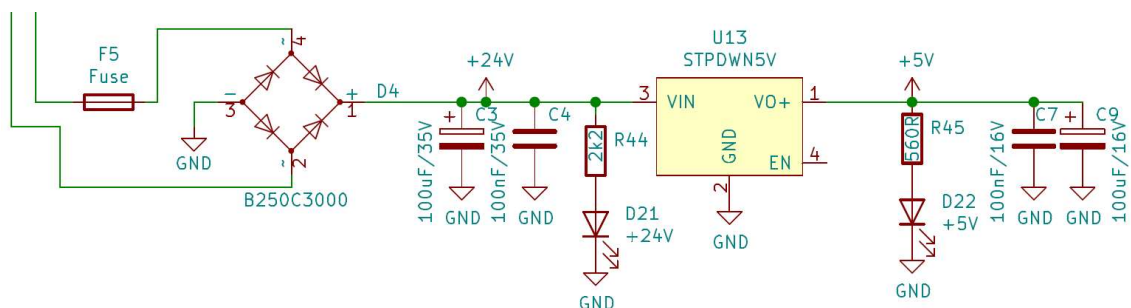 F5
Fuse
~
4
−
3
+
1
D4
GND
~
2
B250C3000
+24V
+
C3
100uF/35V
C4
100nF/35V
GND
GND
2k2
R44
D21
+24V
GND
U13
STPDWN5V
3
VIN
VO+
1
GND
EN
4
2
GND
+5V
560R
R45
D22
+5V
GND
C7
100nF/16V
GND
+
C9
100uF/16V
GND